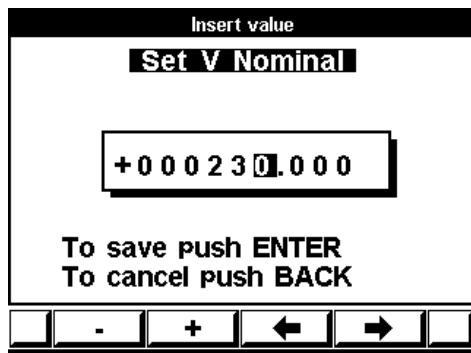 Insert value
Set V Nominal
+000230.000
To save push ENTER
To cancel push BACK
- + ← →